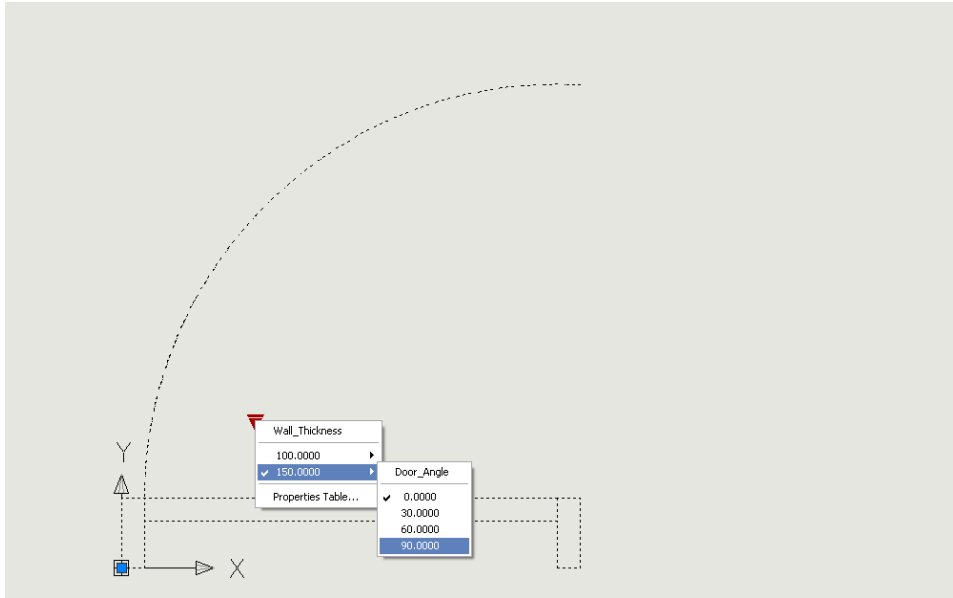 Wall_Thickness
100.0000
150.0000
Properties Table...
Door_Angle
0.0000
30.0000
60.0000
90.0000
Y
X